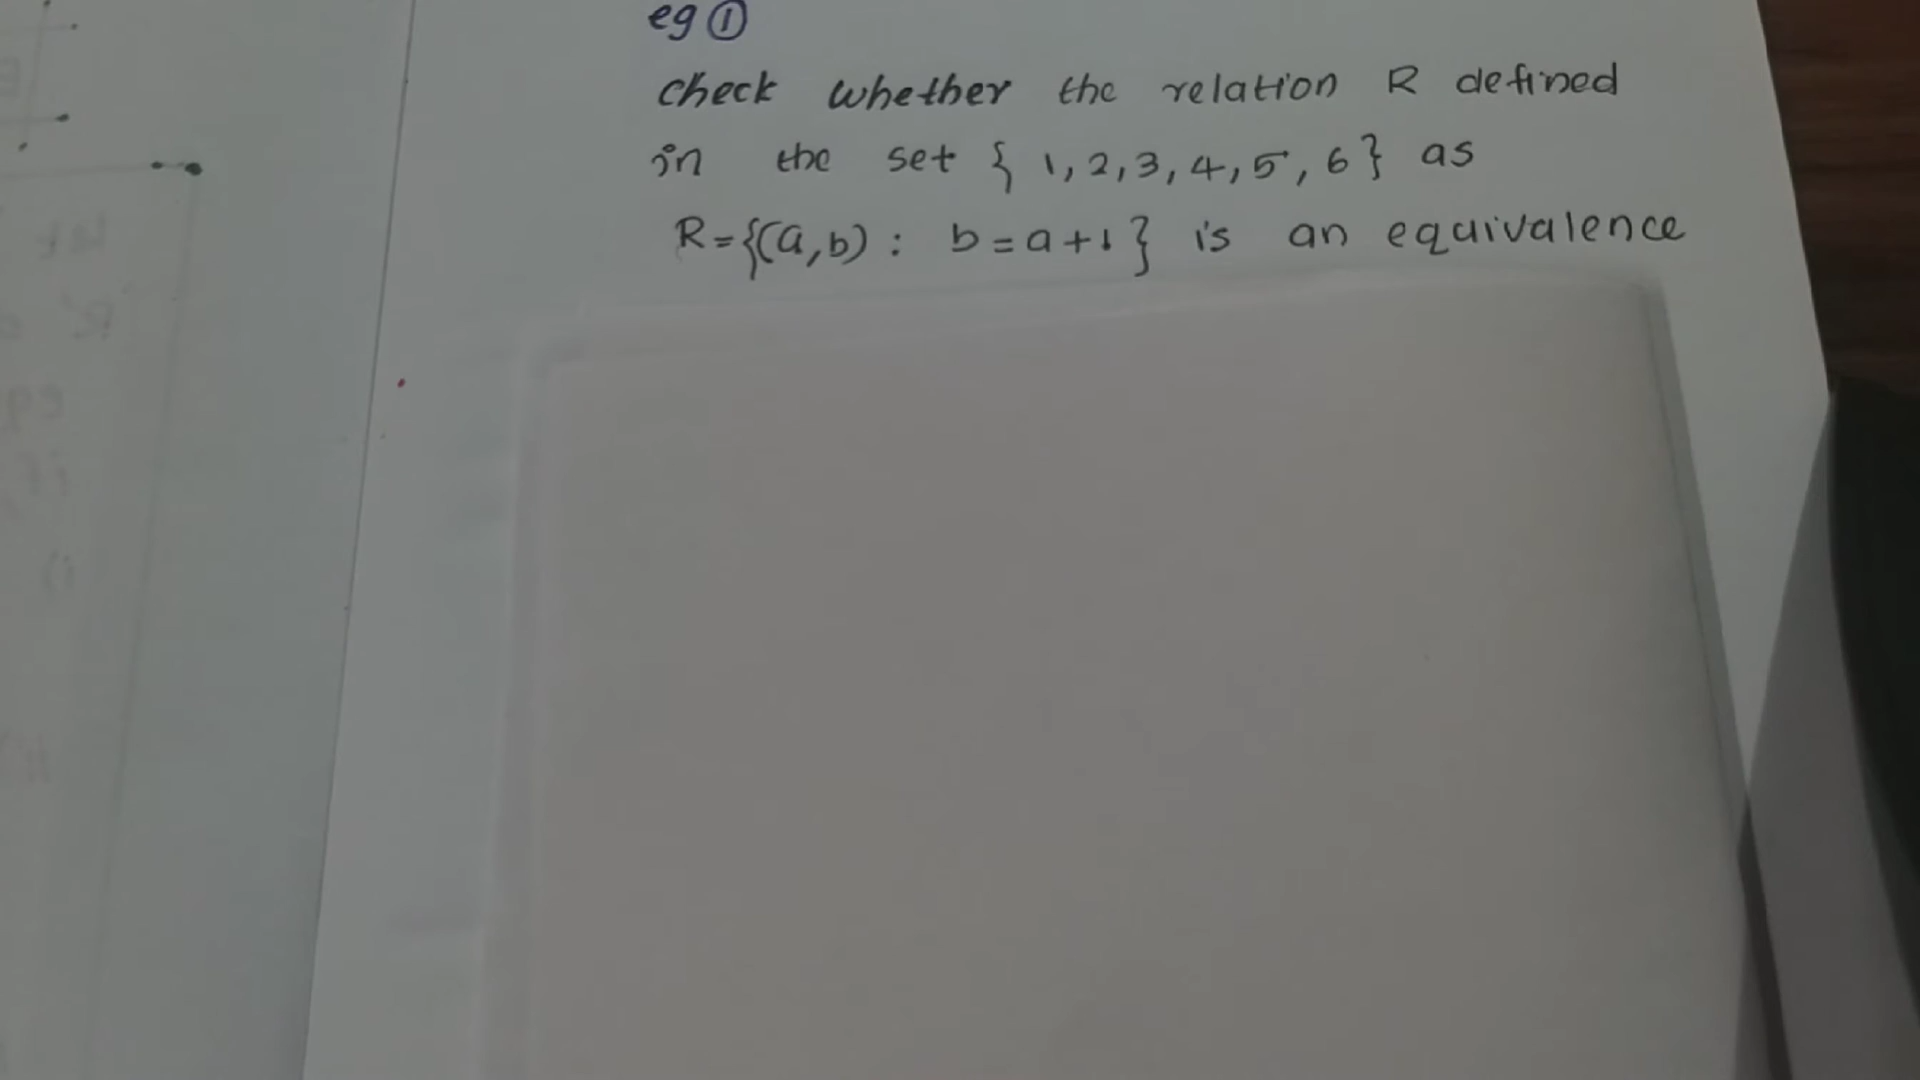 eg ①
check whether the relation R defined
in the set { 1, 2, 3, 4, 5, 6 } as
R = {(a, b) : b = a + 1 } is an equivalence